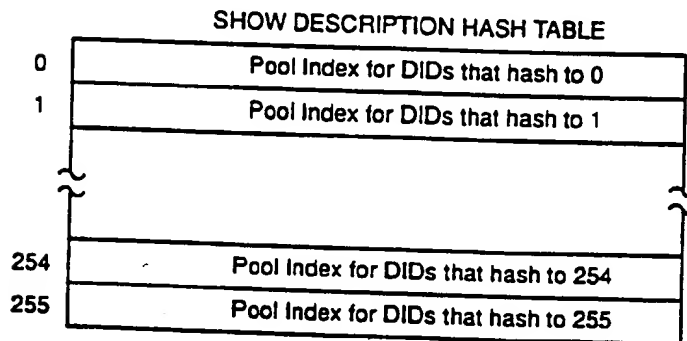 SHOW DESCRIPTION HASH TABLE
0 Pool Index for DIDs that hash to 0
1 Pool Index for DIDs that hash to 1
254 Pool Index for DIDs that hash to 254
255 Pool Index for DIDs that hash to 255